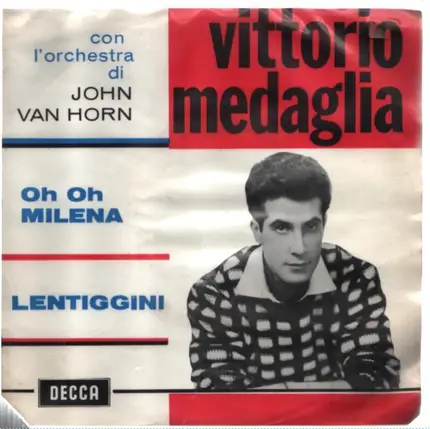 con
l'orchestra
di
JOHN
VAN HORN
vittorio
medaglia
Oh Oh
MILENA
LENTIGGINI
DECCA